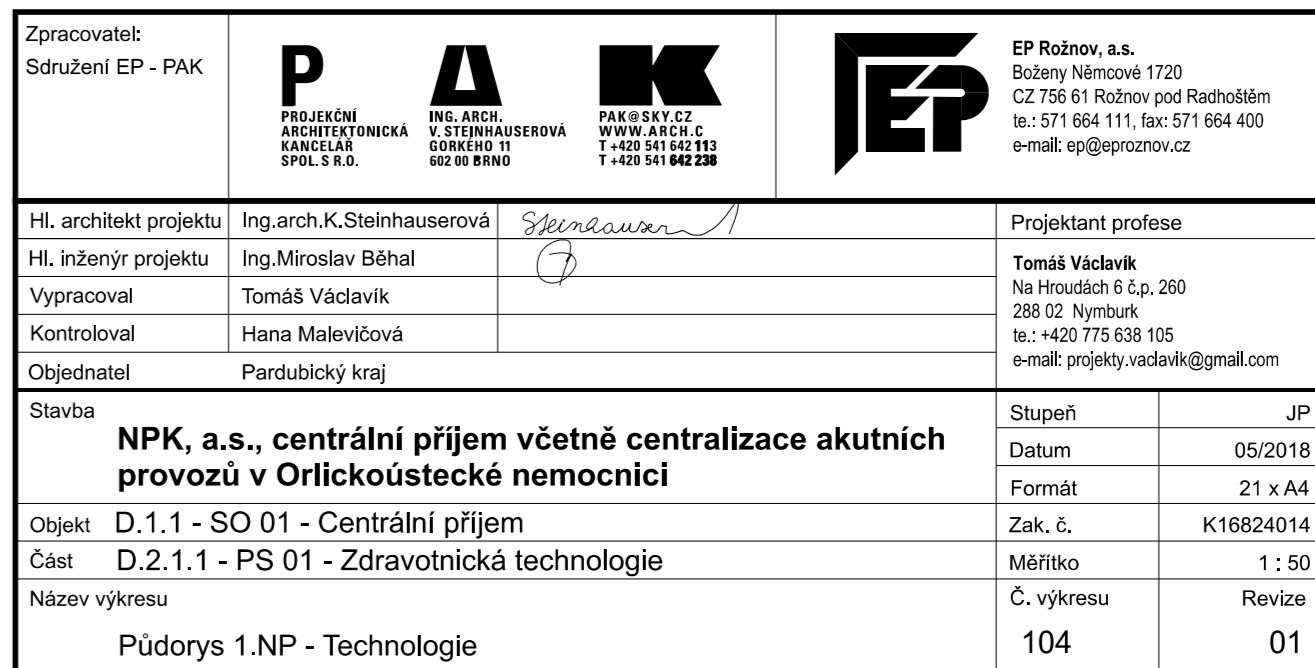 Zpracovatel:
Sdružení EP - PAK
P A K
PROJEKČNÍ
ARCHITEKTONICKÁ
KANCELÁŘ
SPOL. S R.O.
ING. ARCH.
V. STEINHAUSEROVÁ
GORKÉHO 11
602 00 BRNO
PAK@SKY.CZ
WWW.ARCH.C
T +420 541 642 113
T +420 541 642 238
EP
EP Rožnov, a.s.
Boženy Němcové 1720
CZ 756 61 Rožnov pod Radhoštěm
te.: 571 664 111, fax: 571 664 400
e-mail: ep@eproznov.cz
Hl. architekt projektu Ing.arch.K.Steinhauserová Steinhauser
Hl. inženýr projektu Ing.Miroslav Běhal
Vypracoval Tomáš Václavík
Kontroloval Hana Malevičová
Objednatel Pardubický kraj
Projektant profese
Tomáš Václavík
Na Hroudách 6 č.p. 260
288 02 Nymburk
te.: +420 775 638 105
e-mail: projekty.vaclavik@gmail.com
Stavba
NPK, a.s., centrální příjem včetně centralizace akutních
provozů v Orlickoústecké nemocnici
Stupeň JP
Datum 05/2018
Formát 21 x A4
Objekt D.1.1 - SO 01 - Centrální příjem
Zak. č. K16824014
Část D.2.1.1 - PS 01 - Zdravotnická technologie
Měřítko 1 : 50
Název výkresu
Půdorys 1.NP - Technologie
Č. výkresu Revize
104 01